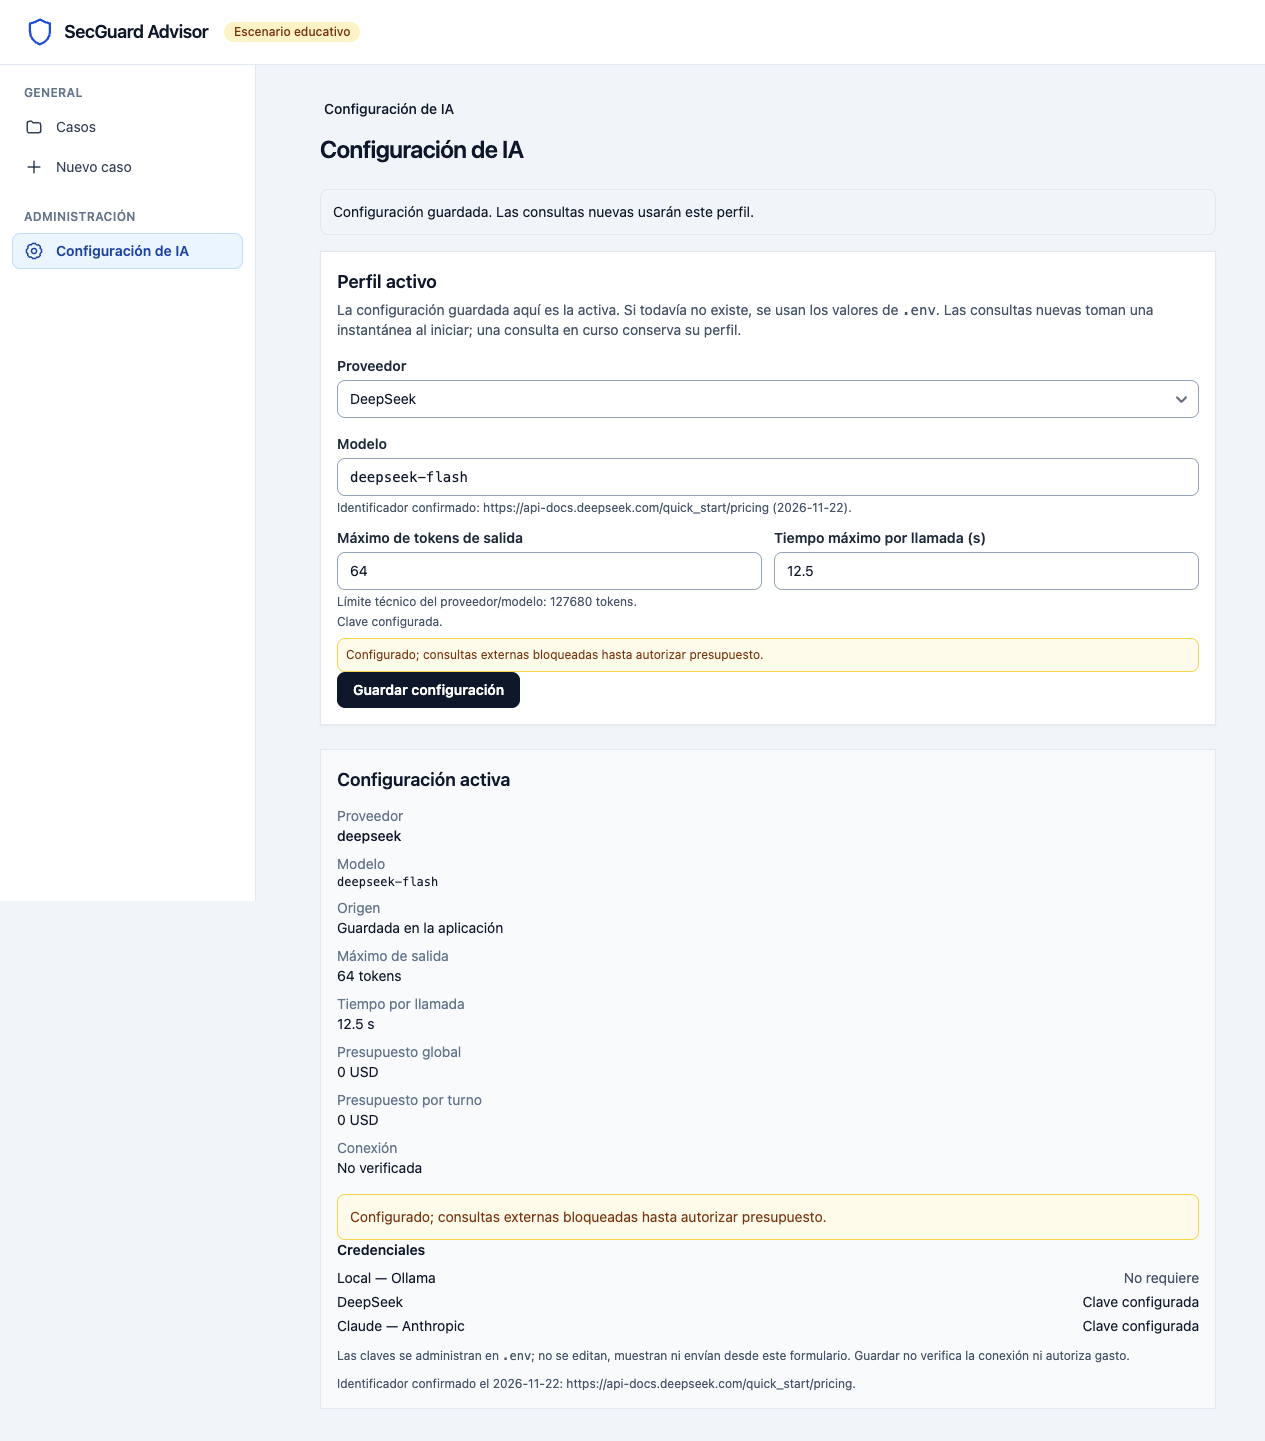 SecGuard Advisor
Escenario educativo
GENERAL
Casos
Nuevo caso
ADMINISTRACIÓN
Configuración de IA
Configuración de IA
Configuración de IA
Configuración guardada. Las consultas nuevas usarán este perfil.
Perfil activo
La configuración guardada aquí es la activa. Si todavía no existe, se usan los valores de .env. Las consultas nuevas toman una
instantánea al iniciar; una consulta en curso conserva su perfil.
Proveedor
DeepSeek
Modelo
deepseek-flash
Identificador confirmado: https://api-docs.deepseek.com/quick_start/pricing (2026-11-22).
Máximo de tokens de salida
Tiempo máximo por llamada (s)
64
12.5
Límite técnico del proveedor/modelo: 127680 tokens.
Clave configurada.
Configurado; consultas externas bloqueadas hasta autorizar presupuesto.
Guardar configuración
Configuración activa
Proveedor
deepseek
Modelo
deepseek-flash
Origen
Guardada en la aplicación
Máximo de salida
64 tokens
Tiempo por llamada
12.5 s
Presupuesto global
0 USD
Presupuesto por turno
0 USD
Conexión
No verificada
Configurado; consultas externas bloqueadas hasta autorizar presupuesto.
Credenciales
Local — Ollama No requiere
DeepSeek Clave configurada
Claude — Anthropic Clave configurada
Las claves se administran en .env; no se editan, muestran ni envían desde este formulario. Guardar no verifica la conexión ni autoriza gasto.
Identificador confirmado el 2026-11-22: https://api-docs.deepseek.com/quick_start/pricing.